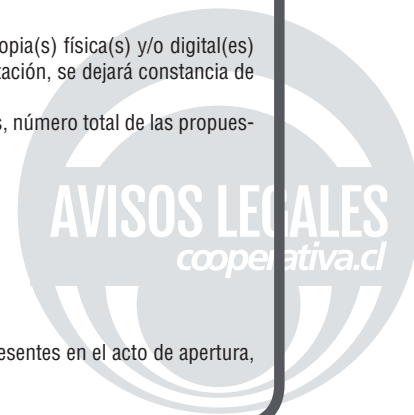 opia(s) física(s) y/o digital(es)
zación, se dejará constancia de
s, número total de las propues-
AVISOS LEGALES
cooperativa.cl
esentes en el acto de apertura,